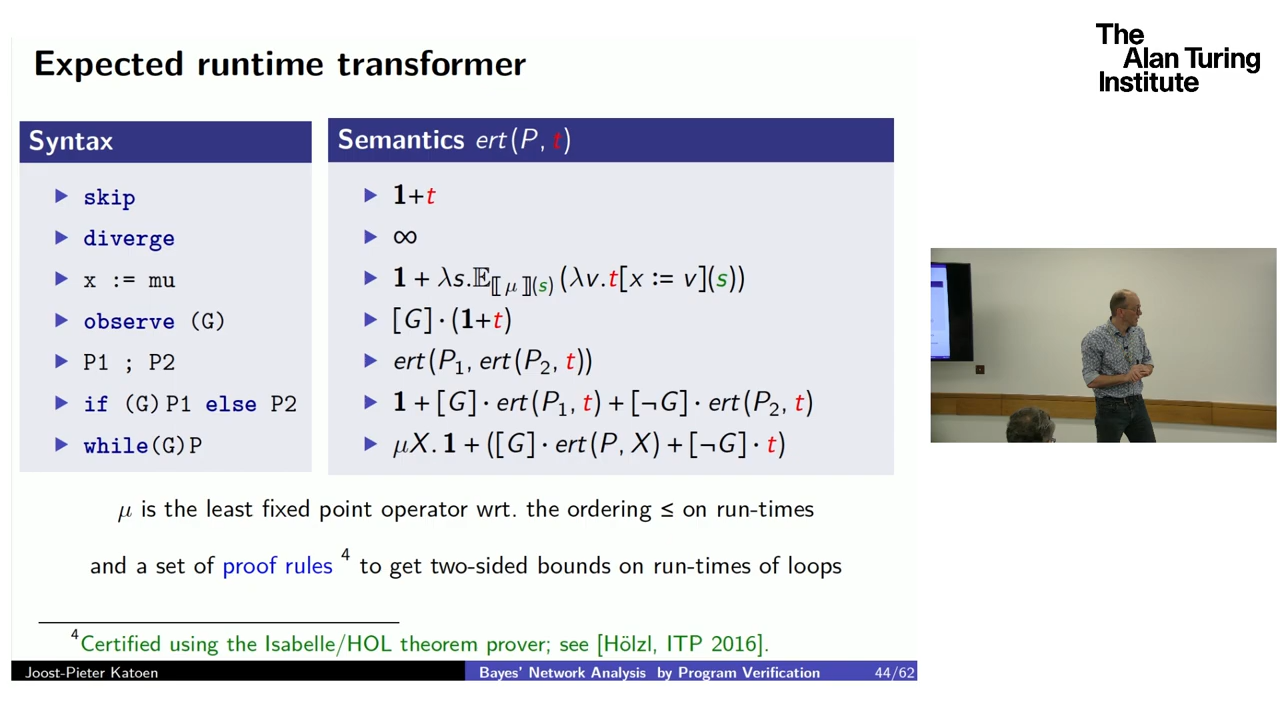 Expected runtime transformer
The
Alan Turing
Institute
Syntax
▶ skip
▶ diverge
▶ x := mu
▶ observe (G)
▶ P1 ; P2
▶ if (G)P1 else P2
▶ while(G)P
Semantics ert(P, t)
▶ 1+t
▶ ∞
▶ 1 + λs.𝔼⟦μ⟧(s) (λv.t[x := v](s))
▶ [G]·(1+t)
▶ ert(P₁, ert(P₂, t))
▶ 1 + [G]· ert(P₁, t) + [¬G]· ert(P₂, t)
▶ μX. 1 + ([G]· ert(P, X) + [¬G]· t)
μ is the least fixed point operator wrt. the ordering ≤ on run-times
and a set of proof rules ⁴ to get two-sided bounds on run-times of loops
⁴Certified using the Isabelle/HOL theorem prover; see [Hölzl, ITP 2016].
Joost-Pieter Katoen
Bayes' Network Analysis by Program Verification
44/62